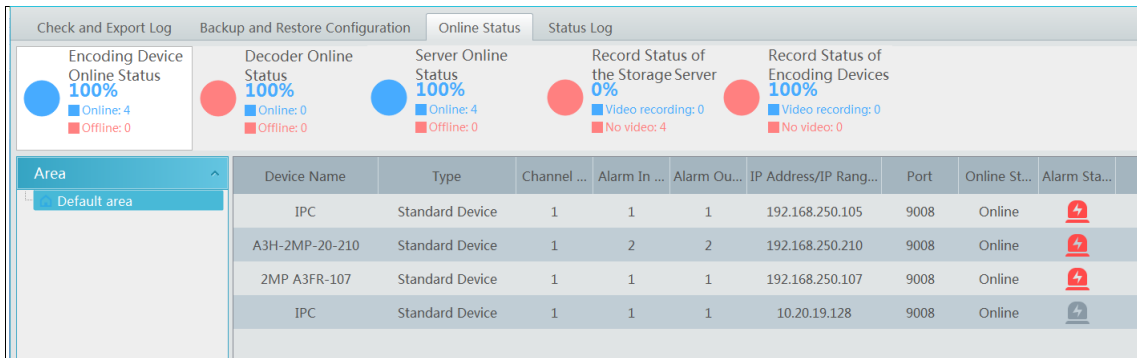 Check and Export Log Backup and Restore Configuration Online Status Status Log
Encoding Device
Online Status
100%
Online: 4
Offline: 0
Decoder Online
Status
100%
Online: 0
Offline: 0
Server Online
Status
100%
Online: 4
Offline: 0
Record Status of
the Storage Server
0%
Video recording: 0
No video: 4
Record Status of
Encoding Devices
100%
Video recording: 0
No video: 0
Area
Default area
Device Name Type Channel ... Alarm In ... Alarm Ou... IP Address/IP Rang... Port Online St... Alarm Sta...
IPC Standard Device 1 1 1 192.168.250.105 9008 Online
A3H-2MP-20-210 Standard Device 1 2 2 192.168.250.210 9008 Online
2MP A3FR-107 Standard Device 1 1 1 192.168.250.107 9008 Online
IPC Standard Device 1 1 1 10.20.19.128 9008 Online